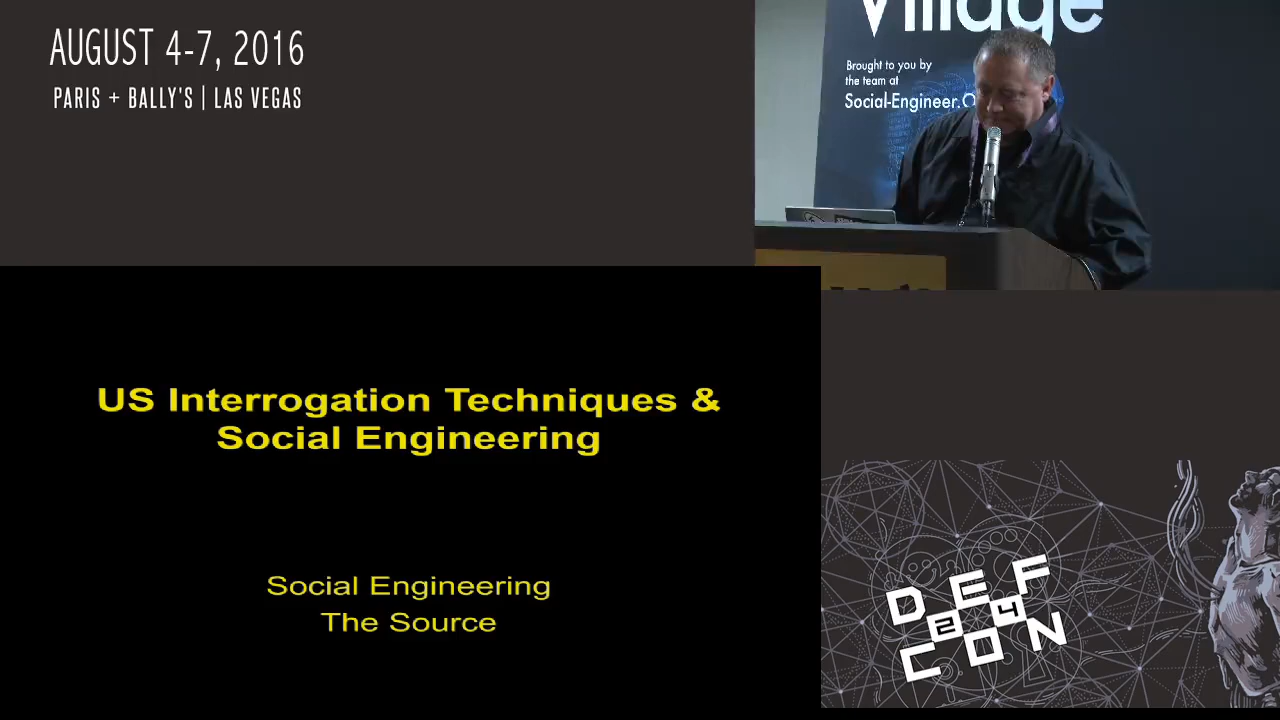 AUGUST 4-7, 2016
PARIS + BALLY'S | LAS VEGAS
Village
Brought to you by
the team at
Social-Engineer.O
US Interrogation Techniques &
Social Engineering
Social Engineering
The Source
DEF
24
CON